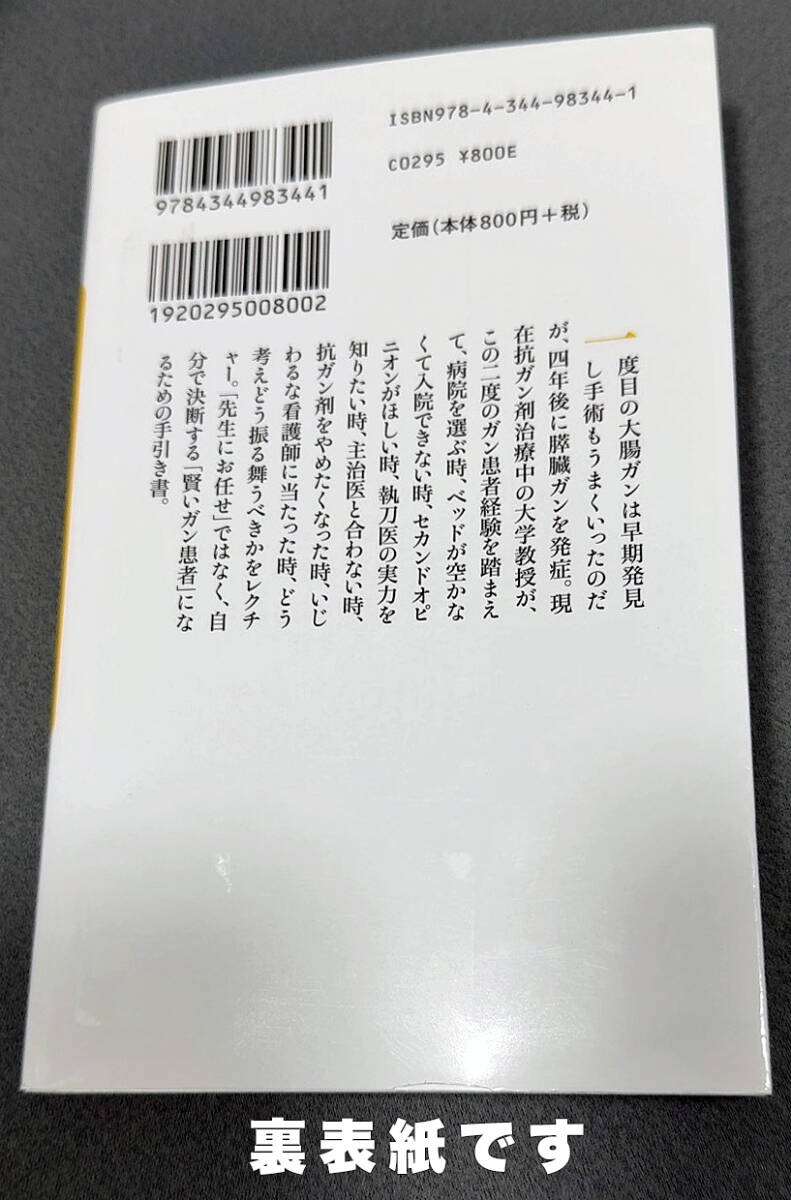 ISBN978-4-344-98344-1
C0295 ¥800E
定価(本体800円+税)
9784344983441
1920295008002
一度目の大腸ガンは早期発見
し手術もうまくいったのだ
が、四年後に膵臓ガンを発症。現
在抗ガン剤治療中の大学教授が、
この二度のガン患者経験を踏まえ
て、病院を選ぶ時、ベッドが空かな
くて入院できない時、セカンドオピ
ニオンがほしい時、執刀医の実力を
知りたい時、主治医と合わない時、
抗ガン剤をやめたくなった時、いじ
わるな看護師に当たった時、どう
考えどう振る舞うべきかをレクチ
ャー。「先生にお任せ」ではなく、自
分で決断する「賢いガン患者」にな
るための手引き書。
裏表紙です